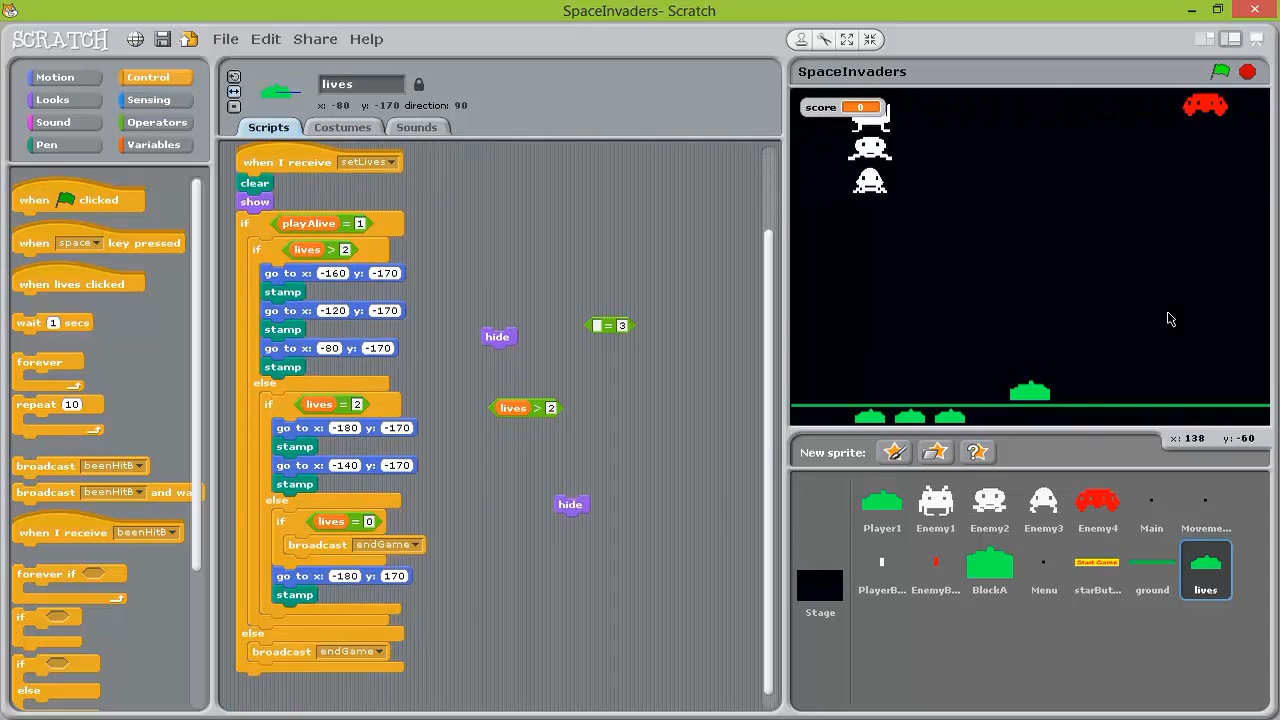 SpaceInvaders- Scratch
SCRATCH File Edit Share Help
Motion Control
Looks Sensing
Sound Operators
Pen Variables
when clicked
when space key pressed
when lives clicked
wait 1 secs
forever
repeat 10
broadcast beenHitB
broadcast beenHitB and wa
when I receive beenHitB
forever if
if
if
else
lives
x: -80 y: -170 direction: 90
Scripts Costumes Sounds
when I receive setLives
clear
show
if playAlive = 1
if lives > 2
go to x: -160 y: -170
stamp
go to x: -120 y: -170
stamp
go to x: -80 y: -170
stamp
else
if lives = 2
go to x: -180 y: -170
stamp
go to x: -140 y: -170
stamp
else
if lives = 0
broadcast endGame
go to x: -180 y: 170
stamp
else
broadcast endGame
hide
= 3
lives > 2
hide
SpaceInvaders
score 0
x: 138 y: -60
New sprite:
Player1 Enemy1 Enemy2 Enemy3 Enemy4 Main Moveme...
Start Game
PlayerB... EnemyB... BlockA Menu starBut... ground lives
Stage